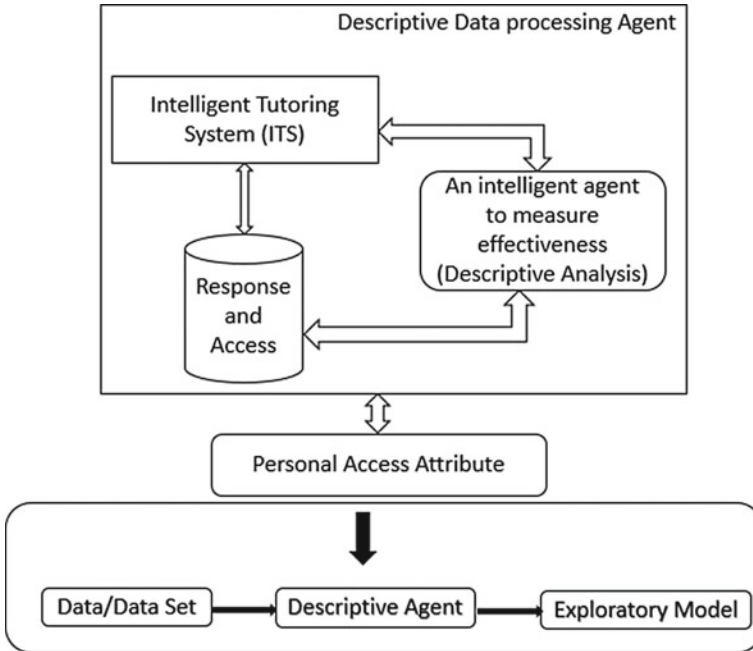 Descriptive Data processing Agent
Intelligent Tutoring
System (ITS)
An intelligent agent
to measure
effectiveness
(Descriptive Analysis)
Response
and
Access
Personal Access Attribute
Data/Data Set
Descriptive Agent
Exploratory Model